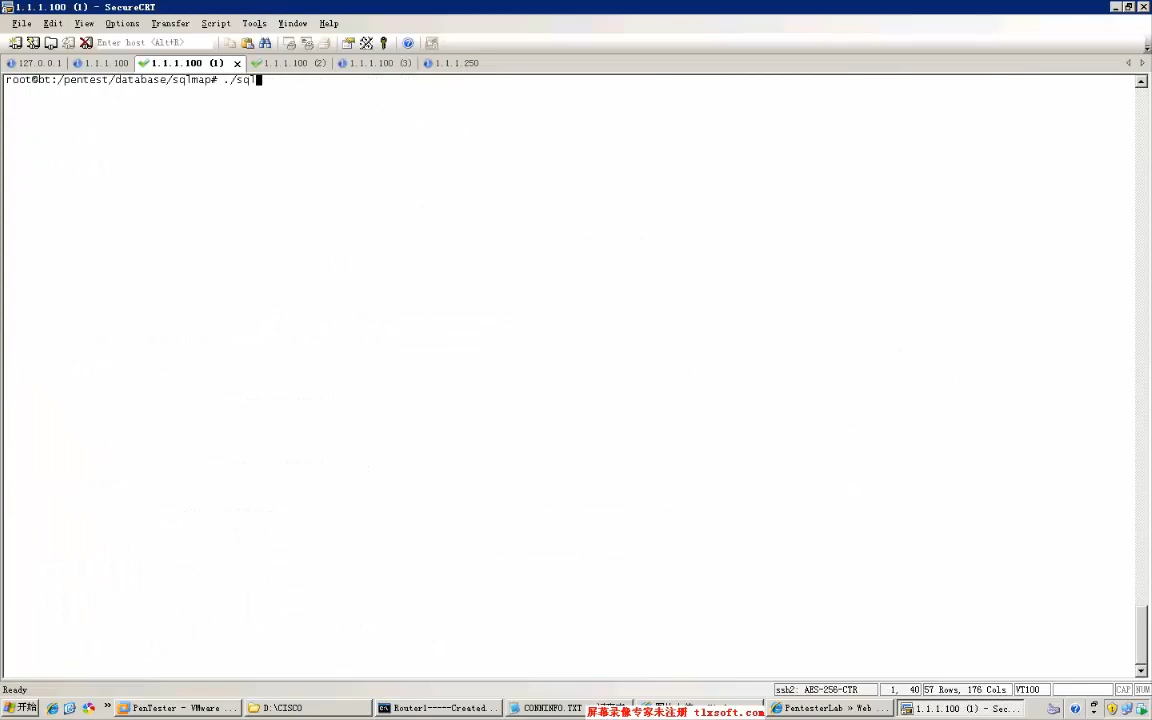 1.1.1.100 (1) - SecureCRT
File Edit View Options Transfer Script Tools Window Help
Enter host <Alt+R>
127.0.0.1 1.1.1.100 1.1.1.100 (1) 1.1.1.100 (2) 1.1.1.100 (3) 1.1.1.250
root@bt:/pentest/database/sqlmap# ./sql
Ready ssh2: AES-256-CTR 1, 40 57 Rows, 176 Cols VT100 CAP NUM
开始 PenTester - VMware ... D:\CISCO Router1-----Created... CONNINFO.TXT PentesterLab » Web ... 1.1.1.100 (1) - Sec...
屏幕录像专家未注册 tlxsoft.com